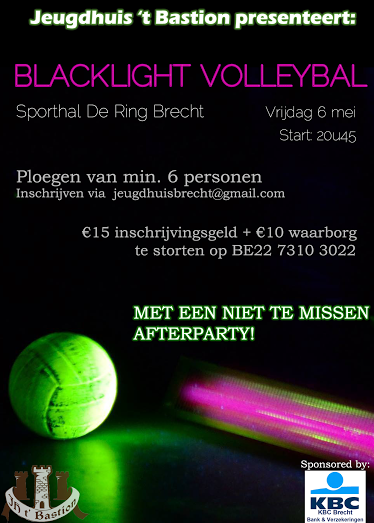 Jeugdhuis 't Bastion presenteert:
BLACKLIGHT VOLLEYBAL
Sporthal De Ring Brecht
Vrijdag 6 mei
Start: 20u45
Ploegen van min. 6 personen
Inschrijven via jeugdhuisbrecht@gmail.com
€15 inschrijvingsgeld + €10 waarborg
te storten op BE22 7310 3022
MET EEN NIET TE MISSEN
AFTERPARTY!
Sponsored by:
KBC
KBC Brecht
Bank & Verzekeringen
JH t' Bastion